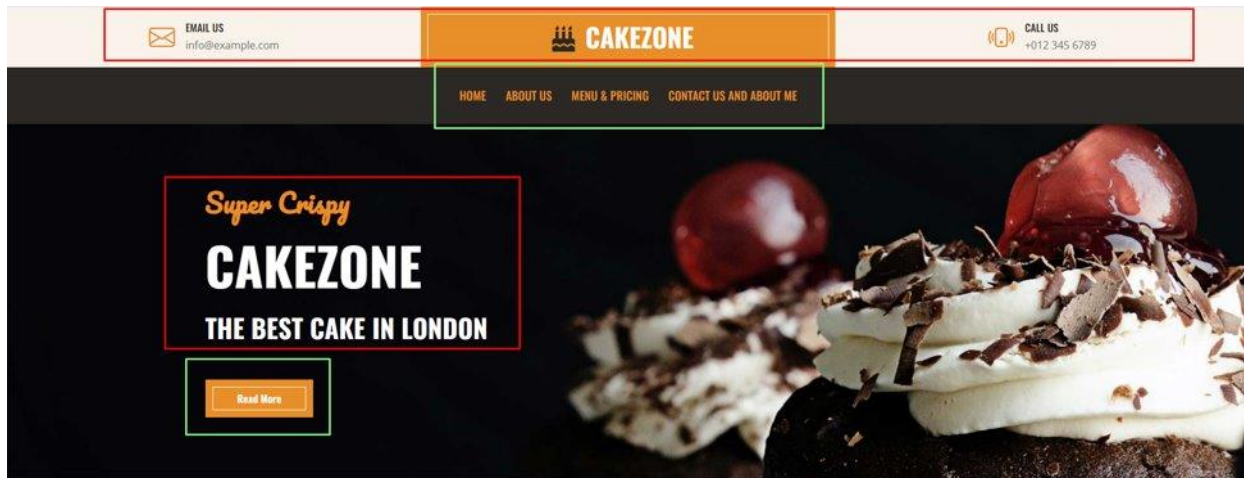 EMAIL US
info@example.com
CAKEZONE
CALL US
+012 345 6789
HOME ABOUT US MENU & PRICING CONTACT US AND ABOUT ME
Super Crispy
CAKEZONE
THE BEST CAKE IN LONDON
Read More